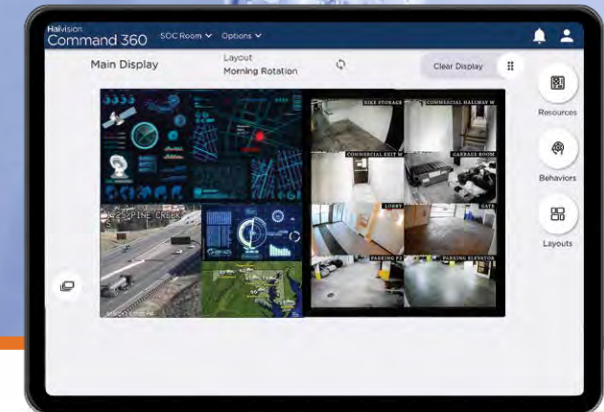 Haivision
Command 360
SOC Room
Options
Main Display
Layout
Morning Rotation
Clear Display
Resources
Behaviors
Layouts
BIKE STORAGE
COMMERCIAL HALLWAY W
COMMERCIAL EXIT W
GARBAGE ROOM
LOBBY
GATE
PARKING P2
PARKING ELEVATOR
PINE CREEK